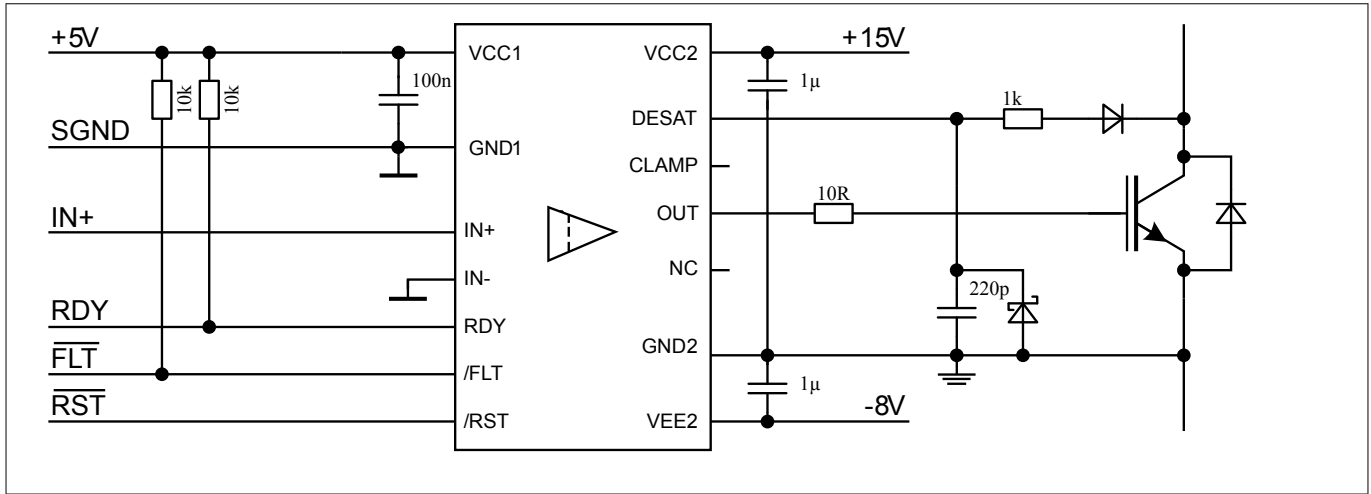 +5V
SGND
IN+
RDY
FLT
RST
10k
10k
100n
VCC1
GND1
IN+
IN-
RDY
/FLT
/RST
VCC2
DESAT
CLAMP
OUT
NC
GND2
VEE2
+15V
1µ
1k
10R
220p
1µ
-8V